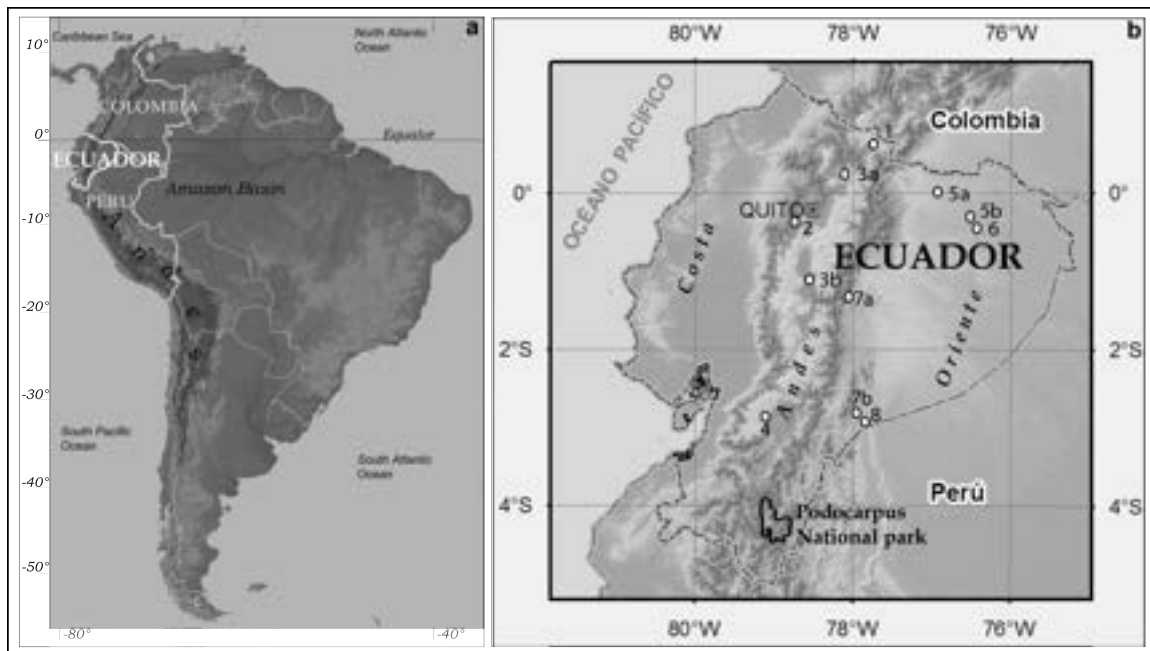 a
Caribbean Sea
North Atlantic
Ocean
10°
COLOMBIA
0°
Equator
ECUADOR
Amazon Basin
PERU
-10°
A n d e s
-20°
-30°
South Pacific
Ocean
South Atlantic
Ocean
-40°
-50°
-80°
-40°
80°W
78°W
76°W
b
OCÉANO PACÍFICO
Colombia
1
0°
3a
0°
5a
5b
QUITO
2
6
Costa
ECUADOR
3b
7a
Oriente
2°S
2°S
Andes
7b
8
4
Perú
4°S
Podocarpus
National park
4°S
80°W
78°W
76°W